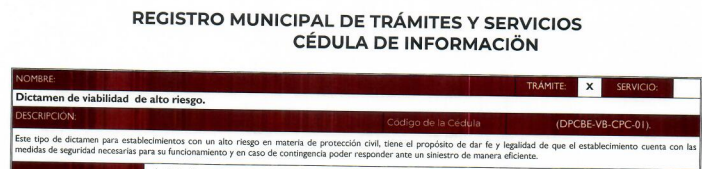 REGISTRO MUNICIPAL DE TRÁMITES Y SERVICIOS
CÉDULA DE INFORMACIÖN
NOMBRE: TRÁMITE: X SERVICIO:
Dictamen de viabilidad de alto riesgo.
DESCRIPCIÓN: Código de la Cédula (DPCBE-VB-CPC-01).
Este tipo de dictamen para establecimientos con un alto riesgo en materia de protección civil, tiene el propósito de dar fe y legalidad de que el establecimiento cuenta con las
medidas de seguridad necesarias para su funcionamiento y en caso de contingencia poder responder ante un siniestro de manera eficiente.